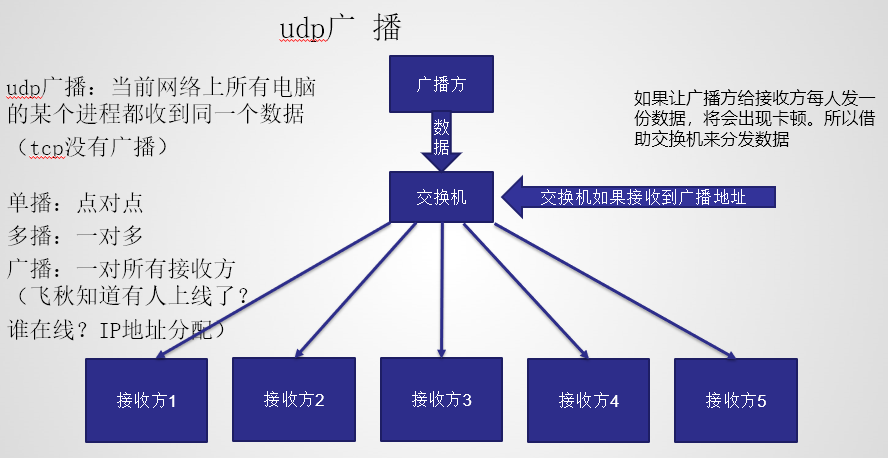 udp广 播
udp广播：当前网络上所有电脑
的某个进程都收到同一个数据
（tcp没有广播）
单播：点对点
多播：一对多
广播：一对所有接收方
（飞秋知道有人上线了？
谁在线？IP地址分配）
广播方
数
据
交换机
交换机如果接收到广播地址
如果让广播方给接收方每人发一
份数据，将会出现卡顿。所以借
助交换机来分发数据
接收方1
接收方2
接收方3
接收方4
接收方5